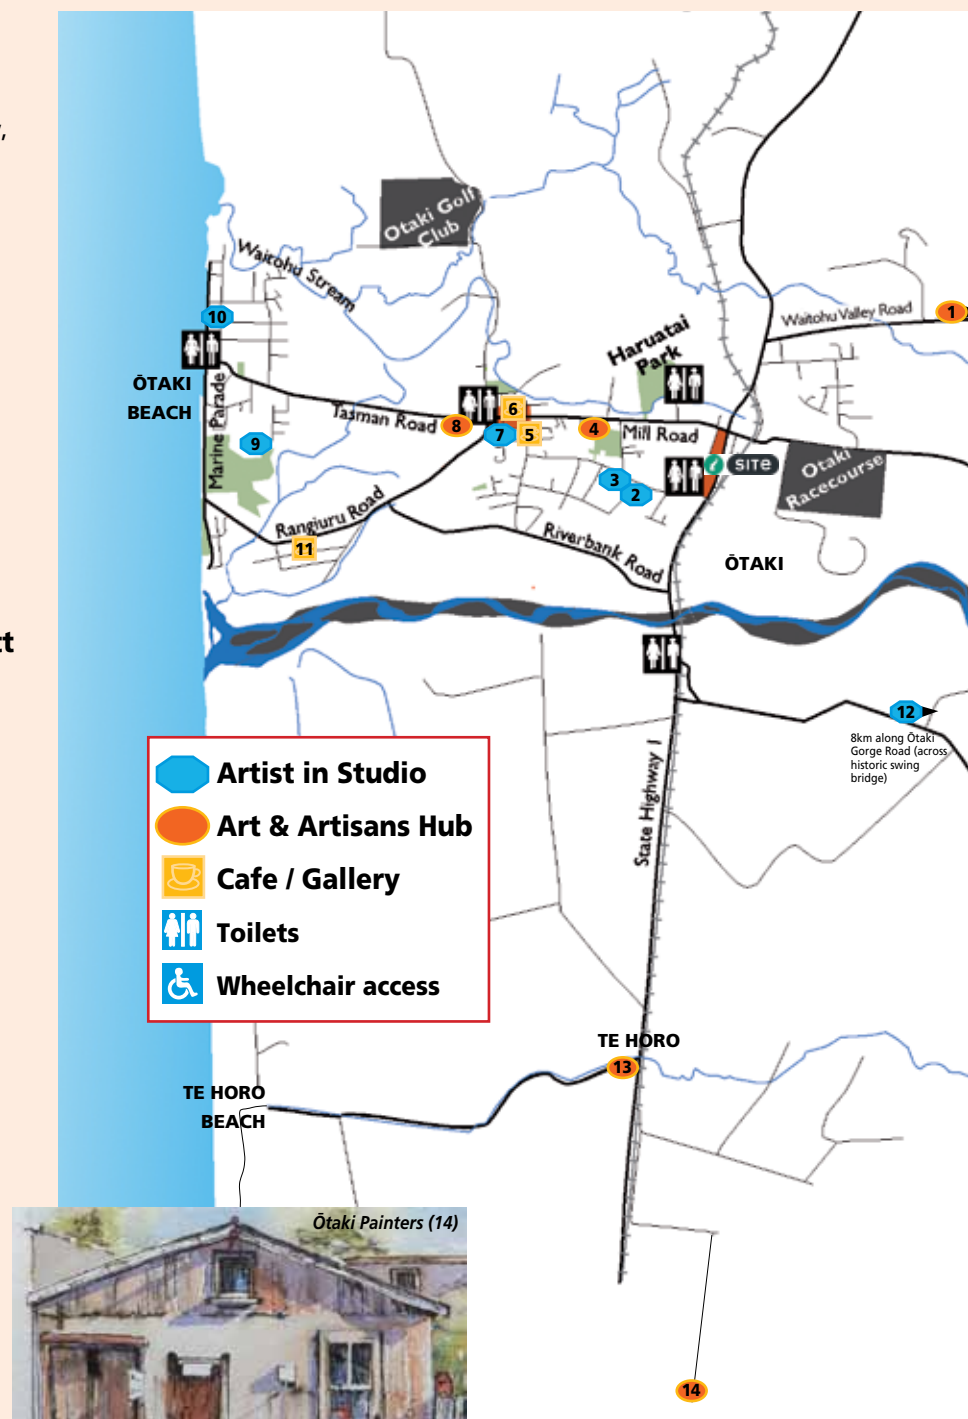 ,
tt
Otaki Golf
Club
Waitohu Stream
10
Waitohu Valley Road
1
Haruatai
Park
ŌTAKI
BEACH
Marine Parade
Tasman Road
8
6
7
5
4
Mill Road
9
3
2
i
SITE
Otaki
Racecourse
Rangiuru Road
11
Riverbank Road
ŌTAKI
12
8km along Ōtaki
Gorge Road (across
historic swing
bridge)
State Highway 1
Artist in Studio
Art & Artisans Hub
Cafe / Gallery
Toilets
Wheelchair access
TE HORO
13
TE HORO
BEACH
Ōtaki Painters (14)
14